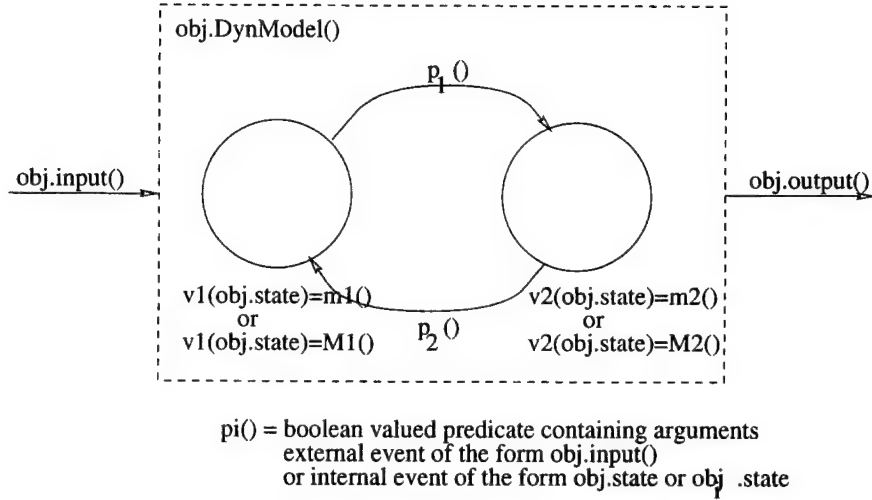 obj.DynModel()
p1 ()
obj.input()
obj.output()
v1(obj.state)=m1()
or
v1(obj.state)=M1()
p2 ()
v2(obj.state)=m2()
or
v2(obj.state)=M2()
pi() = boolean valued predicate containing arguments
external event of the form obj.input()
or internal event of the form obj.state or obj .state